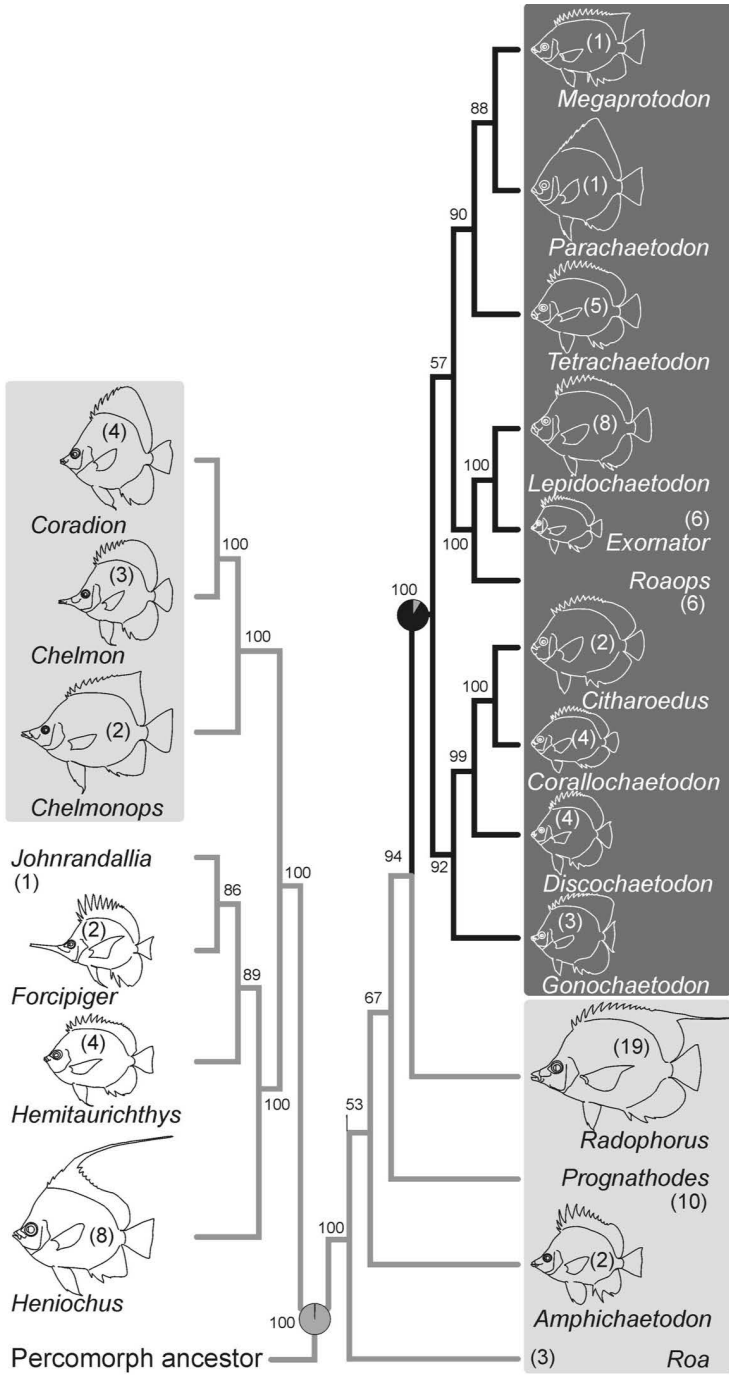 (4)
Coradion
100
(3)
Chelmon
100
(2)
Chelmonops
Johnrandallia
(1)
86
100
(2)
Forcipiger
89
(4)
Hemitaurichthys
100
(8)
Heniochus
100
Percomorph ancestor
88
(1)
Megaprotodon
(1)
Parachaetodon
90
(5)
Tetrachaetodon
57
(8)
Lepidochaetodon
100
(6)
Exornator
100
Roaops
(6)
100
(2)
Citharoedus
100
(4)
Corallochaetodon
99
(4)
Discochaetodon
94
92
(3)
Gonochaetodon
67
(19)
Radophorus
53
Prognathodes
(10)
100
(2)
Amphichaetodon
(3) Roa